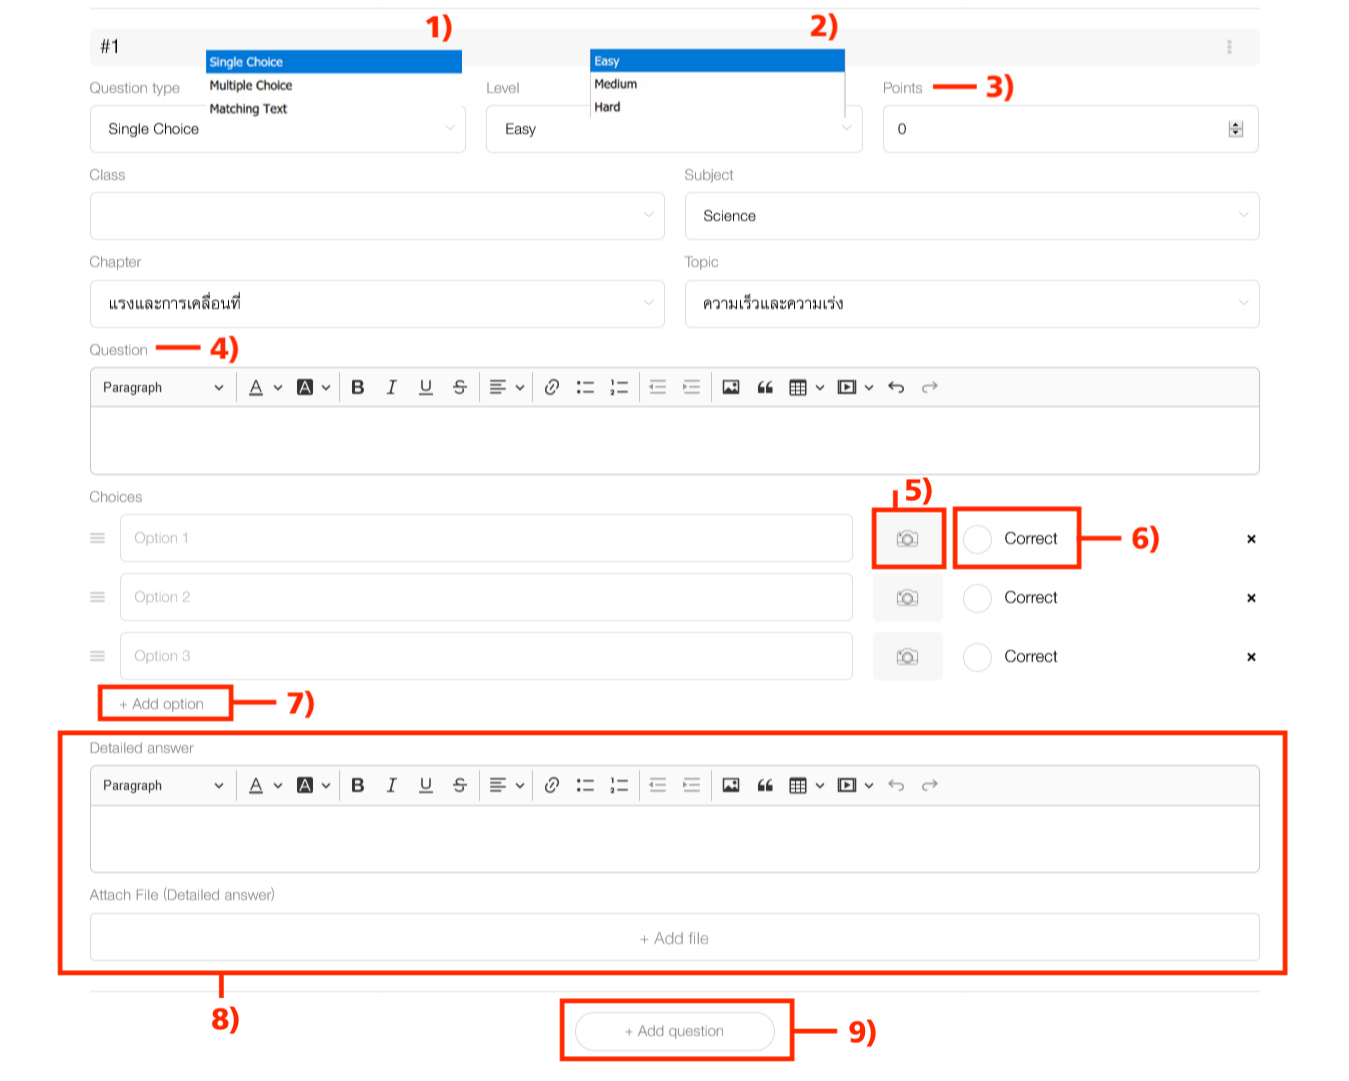 1)
2)
#1
Single Choice
Multiple Choice
Matching Text
Easy
Medium
Hard
Question type
Level
Points
3)
Single Choice
Easy
0
Class
Subject
Science
Chapter
Topic
แรงและการเคลื่อนที่
ความเร็วและความเร่ง
Question
4)
Paragraph
Choices
5)
Option 1
Correct
6)
Option 2
Correct
Option 3
Correct
+ Add option
7)
Detailed answer
Paragraph
Attach File (Detailed answer)
+ Add file
8)
+ Add question
9)